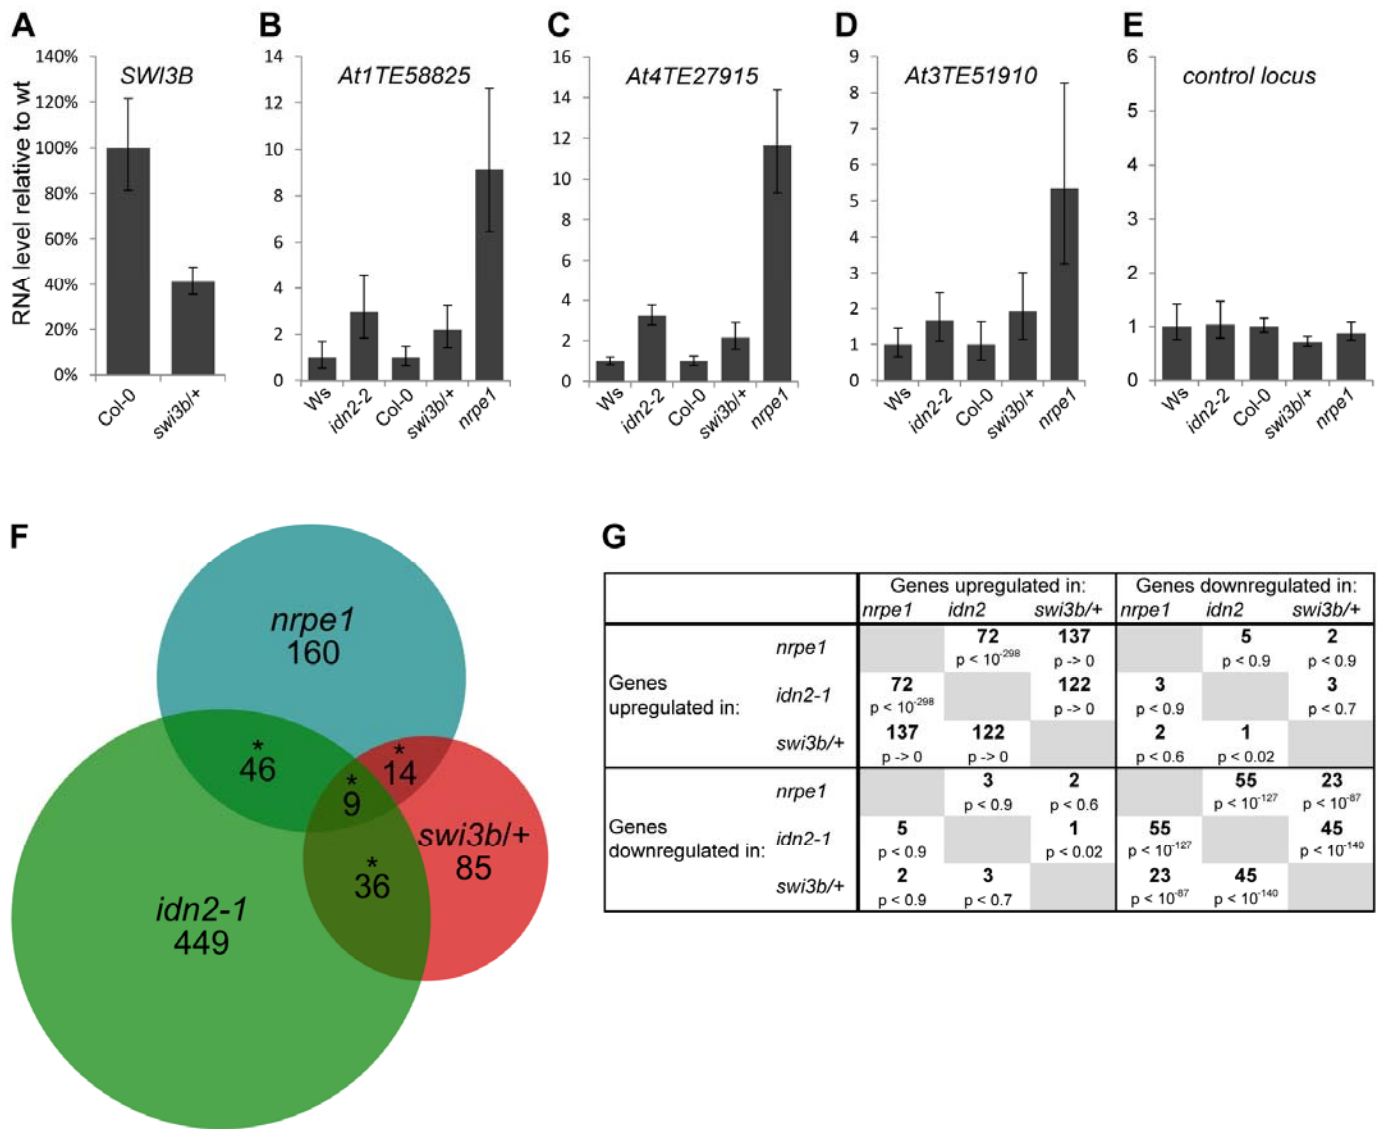 A
B
C
D
E
RNA level relative to wt
SWI3B
140%
120%
100%
80%
60%
40%
20%
0%
Col-0
swi3b/+
At1TE58825
14
12
10
8
6
4
2
0
Ws
idn2-2
Col-0
swi3b/+
nrpe1
At4TE27915
16
14
12
10
8
6
4
2
0
Ws
idn2-2
Col-0
swi3b/+
nrpe1
At3TE51910
9
8
7
6
5
4
3
2
1
0
Ws
idn2-2
Col-0
swi3b/+
nrpe1
control locus
6
5
4
3
2
1
0
Ws
idn2-2
Col-0
swi3b/+
nrpe1
F
nrpe1
160
*
46
*
9
*
14
*
36
swi3b/+
85
idn2-1
449
G
Genes upregulated in: Genes downregulated in:
nrpe1 idn2 swi3b/+ nrpe1 idn2 swi3b/+
Genes upregulated in:
nrpe1 72 137 5 2
p < 10^-298 p -> 0 p < 0.9 p < 0.9
idn2-1 72 122 3 3
p < 10^-298 p -> 0 p < 0.9 p < 0.7
swi3b/+ 137 122 2 1
p -> 0 p -> 0 p < 0.6 p < 0.02
Genes downregulated in:
nrpe1 3 2 55 23
p < 0.9 p < 0.6 p < 10^-127 p < 10^-87
idn2-1 5 1 55 45
p < 0.9 p < 0.02 p < 10^-127 p < 10^-140
swi3b/+ 2 3 23 45
p < 0.9 p < 0.7 p < 10^-87 p < 10^-140